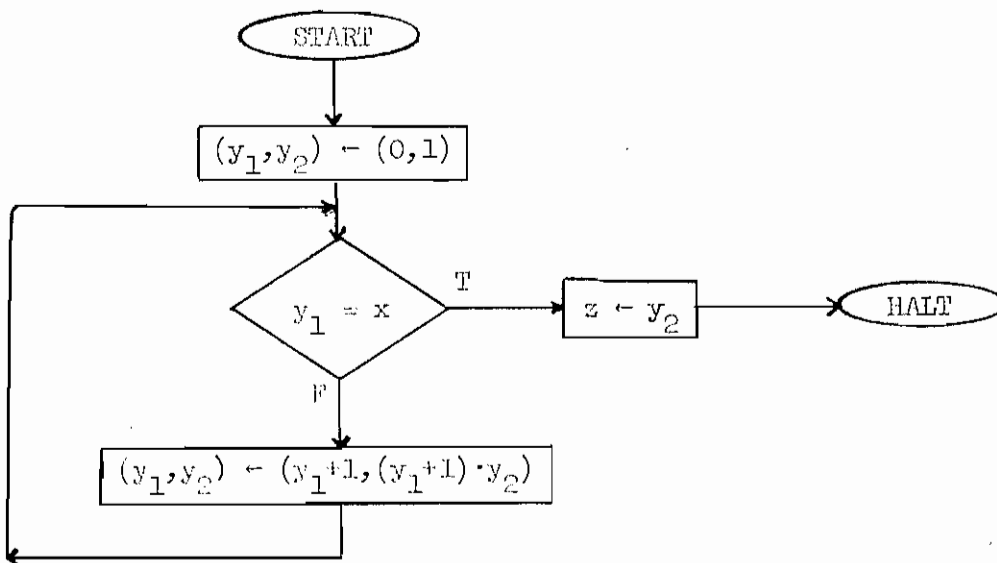 START
(y₁,y₂) ← (0,1)
y₁ = x
T
z ← y₂
HALT
F
(y₁,y₂) ← (y₁+1,(y₁+1)·y₂)